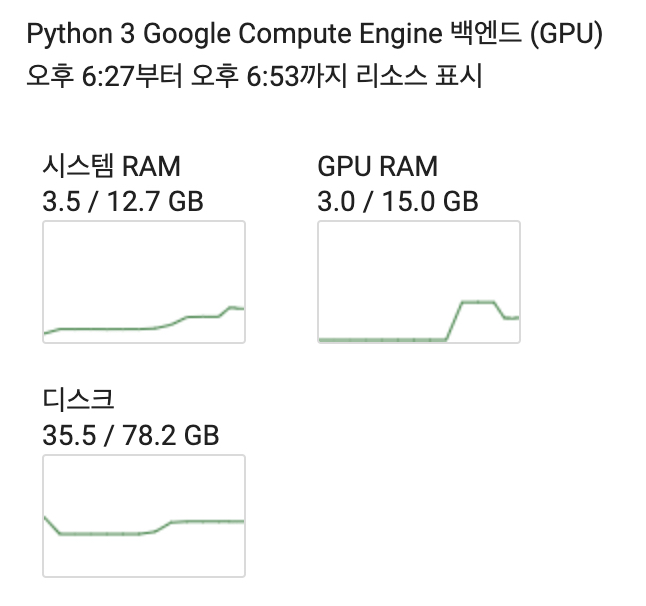 Python 3 Google Compute Engine 백엔드 (GPU)
오후 6:27부터 오후 6:53까지 리소스 표시
시스템 RAM
3.5 / 12.7 GB
GPU RAM
3.0 / 15.0 GB
디스크
35.5 / 78.2 GB